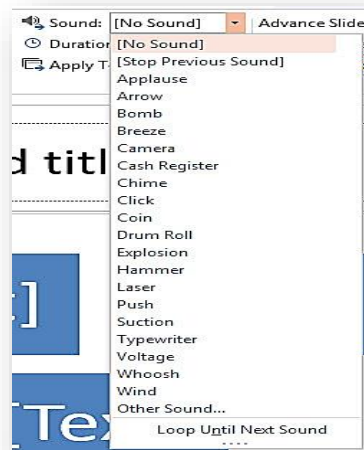 Sound: [No Sound] Advance Slide
Duration
[No Sound]
Apply T
[Stop Previous Sound]
Applause
Arrow
Bomb
Breeze
Camera
Cash Register
Chime
Click
Coin
Drum Roll
Explosion
Hammer
Laser
Push
Suction
Typewriter
Voltage
Whoosh
Wind
Other Sound...
Loop Until Next Sound
d titl
t]
[Tex